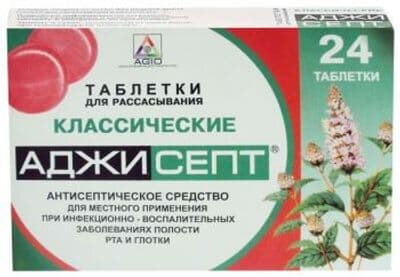 AGIO
24
ТАБЛЕТКИ
ТАБЛЕТКИ
ДЛЯ РАССАСЫВАНИЯ
КЛАССИЧЕСКИЕ
АДЖИСЕПТ®
АНТИСЕПТИЧЕСКОЕ СРЕДСТВО
ДЛЯ МЕСТНОГО ПРИМЕНЕНИЯ
ПРИ ИНФЕКЦИОННО - ВОСПАЛИТЕЛЬНЫХ
ЗАБОЛЕВАНИЯХ ПОЛОСТИ
РТА И ГЛОТКИ